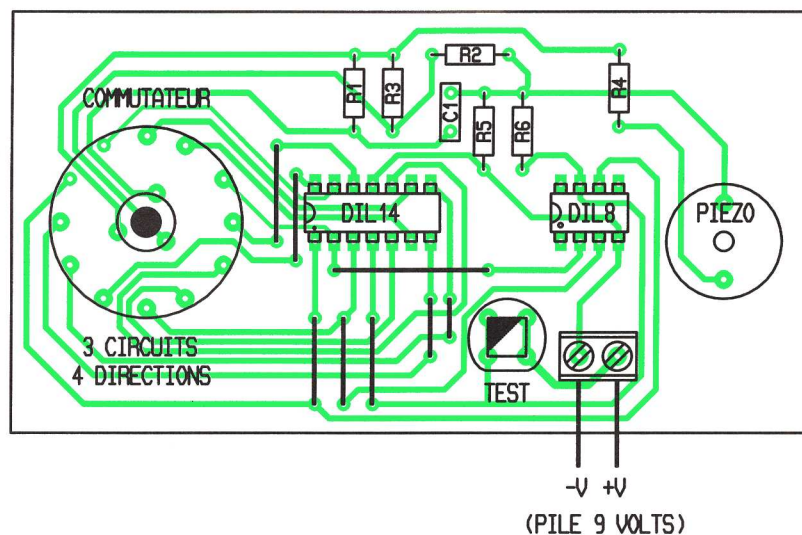 COMMUTATEUR
R1
R3
R2
C1
R5
R6
R4
DIL14
DIL8
PIEZO
3 CIRCUITS
4 DIRECTIONS
TEST
-V +V
(PILE 9 VOLTS)